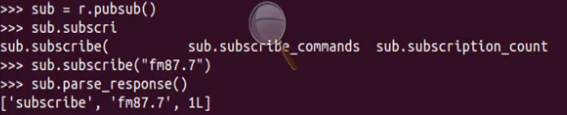 >>> sub = r.pubsub()
>>> sub.subscri
sub.subscribe( sub.subscribe_commands sub.subscription_count
>>> sub.subscribe("fm87.7")
>>> sub.parse_response()
['subscribe', 'fm87.7', 1L]